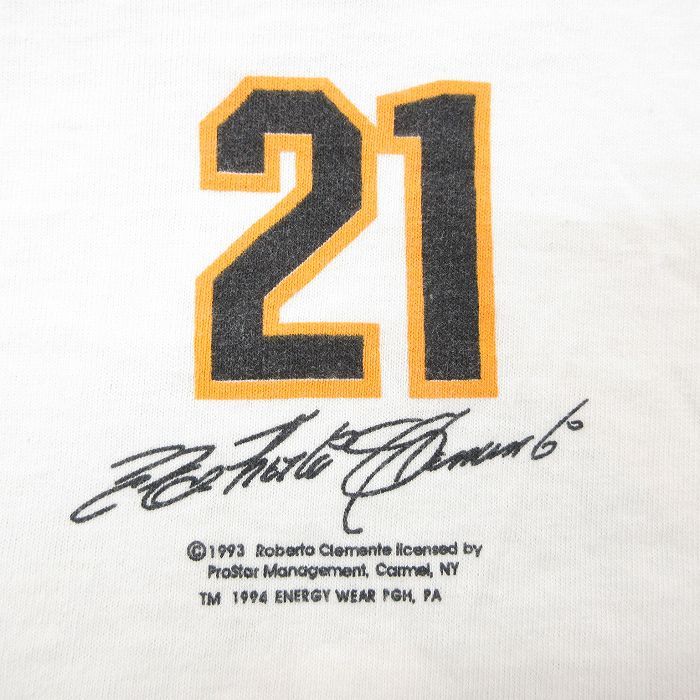 21
Roberto Clemente
©1993 Roberto Clemente licensed by
ProStar Management, Carmel, NY
TM 1994 ENERGY WEAR PGH, PA